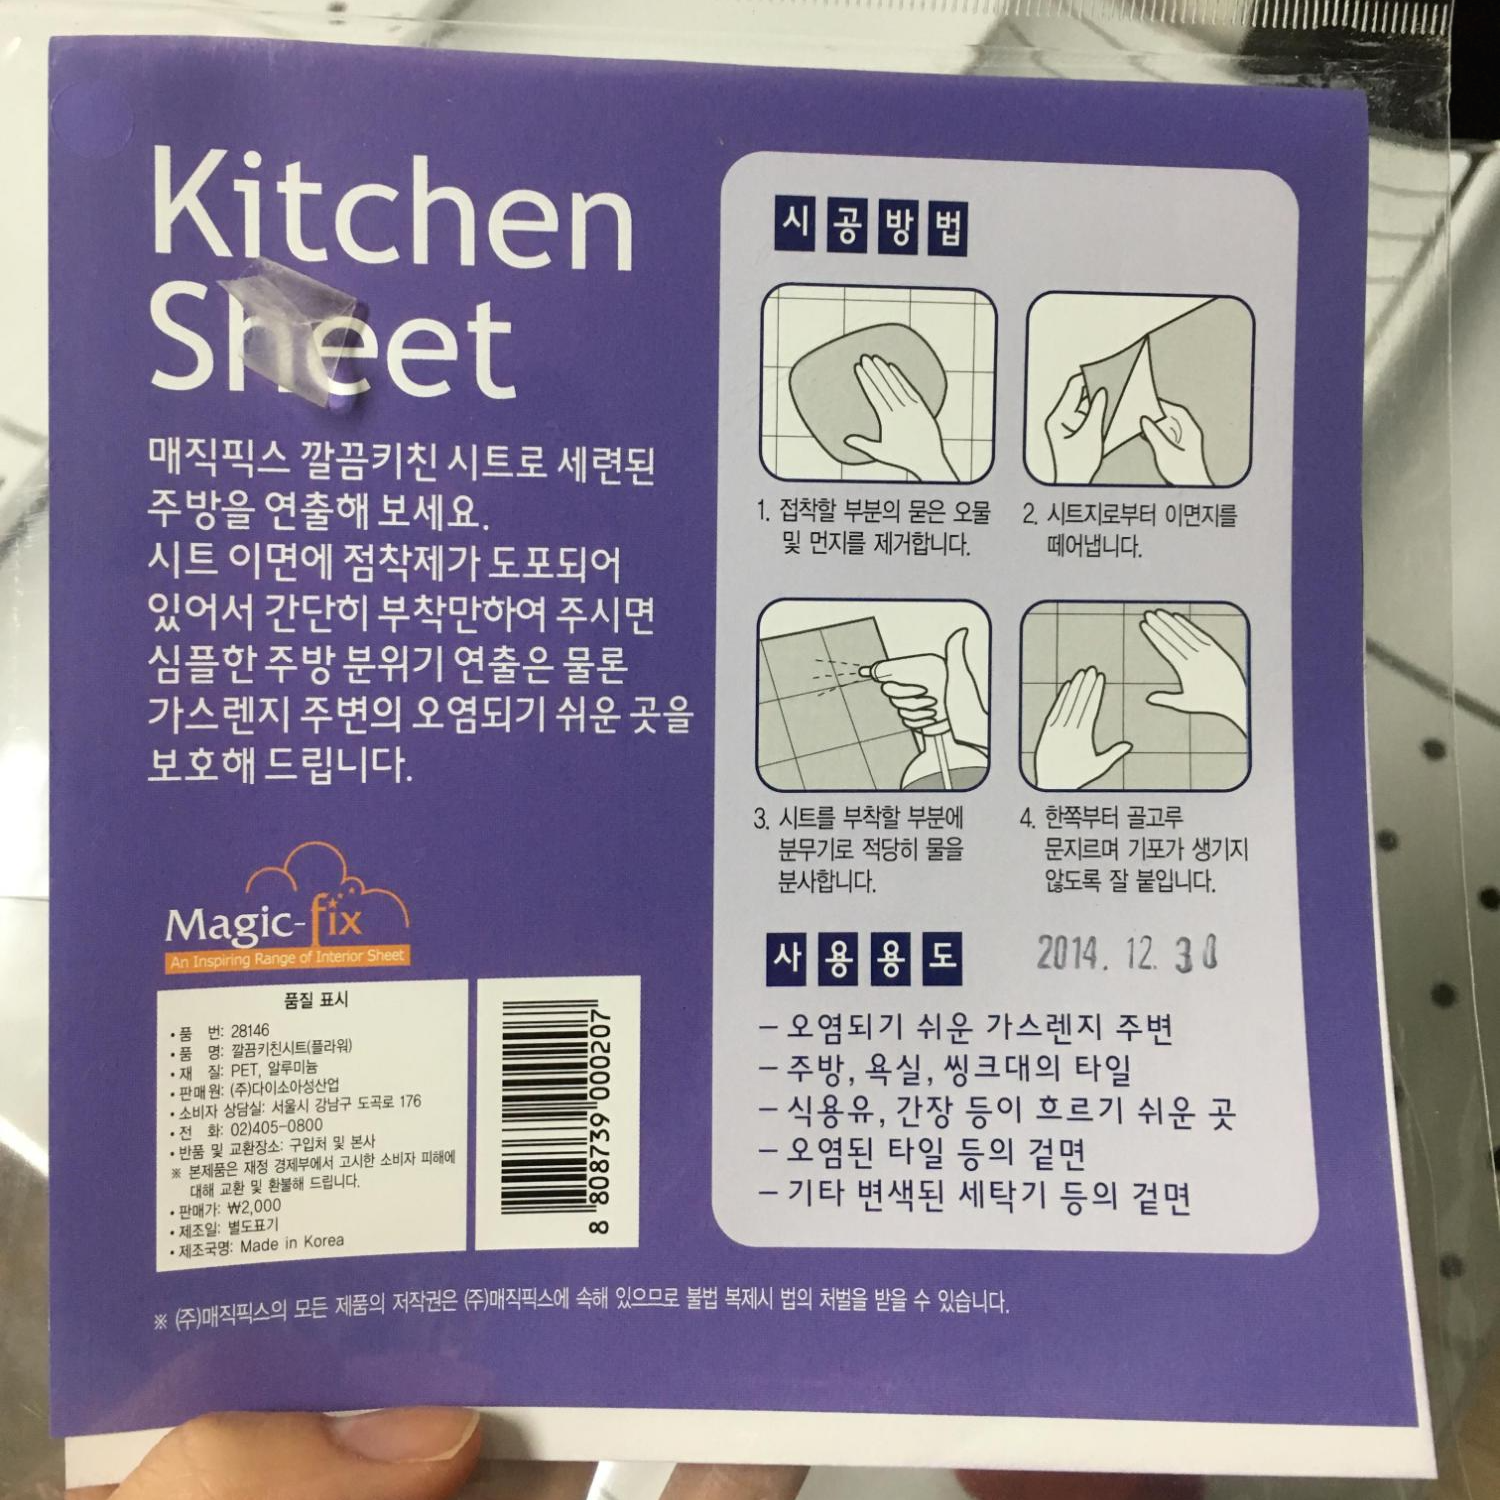 Kitchen
Sheet
매직픽스 깔끔키친 시트로 세련된
주방을 연출해 보세요.
시트 이면에 점착제가 도포되어
있어서 간단히 부착만하여 주시면
심플한 주방 분위기 연출은 물론
가스렌지 주변의 오염되기 쉬운 곳을
보호해 드립니다.
Magic-fix
An Inspiring Range of Interior Sheet
품질 표시
• 품 번: 28146
• 품 명: 깔끔키친시트(플라워)
• 재 질: PET, 알루미늄
• 판매원: (주)다이소아성산업
• 소비자 상담실: 서울시 강남구 도곡로 176
• 전 화: 02)405-0800
• 반품 및 교환장소: 구입처 및 본사
※ 본제품은 재정 경제부에서 고시한 소비자 피해에
대해 교환 및 환불해 드립니다.
• 판매가: ₩2,000
• 제조일: 별도표기
• 제조국명: Made in Korea
8 808739 000207
시공방법
1. 접착할 부분의 묻은 오물
및 먼지를 제거합니다.
2. 시트지로부터 이면지를
떼어냅니다.
3. 시트를 부착할 부분에
분무기로 적당히 물을
분사합니다.
4. 한쪽부터 골고루
문지르며 기포가 생기지
않도록 잘 붙입니다.
사용용도
2014. 12. 30
– 오염되기 쉬운 가스렌지 주변
– 주방, 욕실, 씽크대의 타일
– 식용유, 간장 등이 흐르기 쉬운 곳
– 오염된 타일 등의 겉면
– 기타 변색된 세탁기 등의 겉면
※ (주)매직픽스의 모든 제품의 저작권은 (주)매직픽스에 속해 있으므로 불법 복제시 법의 처벌을 받을 수 있습니다.